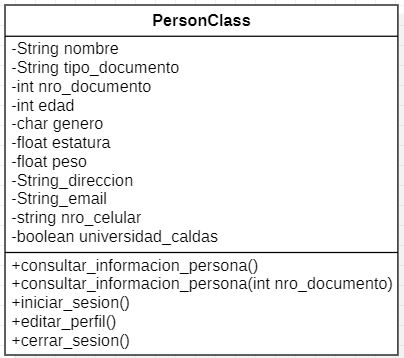 PersonClass
-String nombre
-String tipo_documento
-int nro_documento
-int edad
-char genero
-float estatura
-float peso
-String_direccion
-String_email
-string nro_celular
-boolean universidad_caldas
+consultar_informacion_persona()
+consultar_informacion_persona(int nro_documento)
+iniciar_sesion()
+editar_perfil()
+cerrar_sesion()